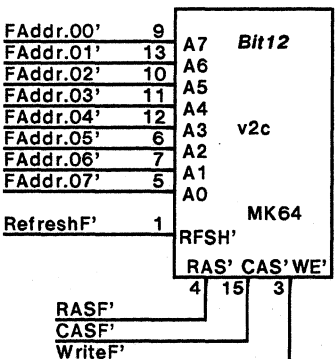 FAddr.00' 9 A7 Bit12
FAddr.01' 13 A6
FAddr.02' 10 A5
FAddr.03' 11 A4
FAddr.04' 12 A3 v2c
FAddr.05' 6 A2
FAddr.06' 7 A1
FAddr.07' 5 A0
MK64
RefreshF' 1 RFSH'
RAS' CAS' WE'
4 15 3
RASF'
CASF'
WriteF'